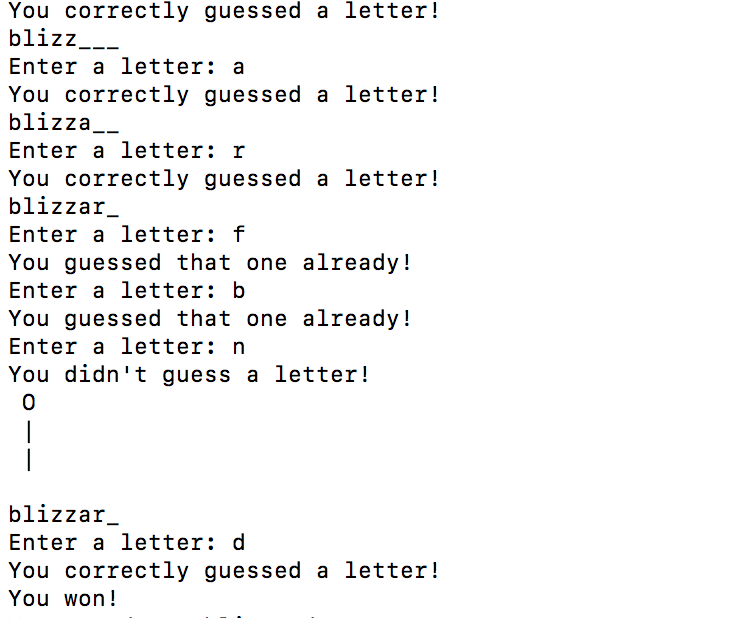 You correctly guessed a letter!
blizz___
Enter a letter: a
You correctly guessed a letter!
blizza__
Enter a letter: r
You correctly guessed a letter!
blizzar_
Enter a letter: f
You guessed that one already!
Enter a letter: b
You guessed that one already!
Enter a letter: n
You didn't guess a letter!
O
|
|
blizzar_
Enter a letter: d
You correctly guessed a letter!
You won!